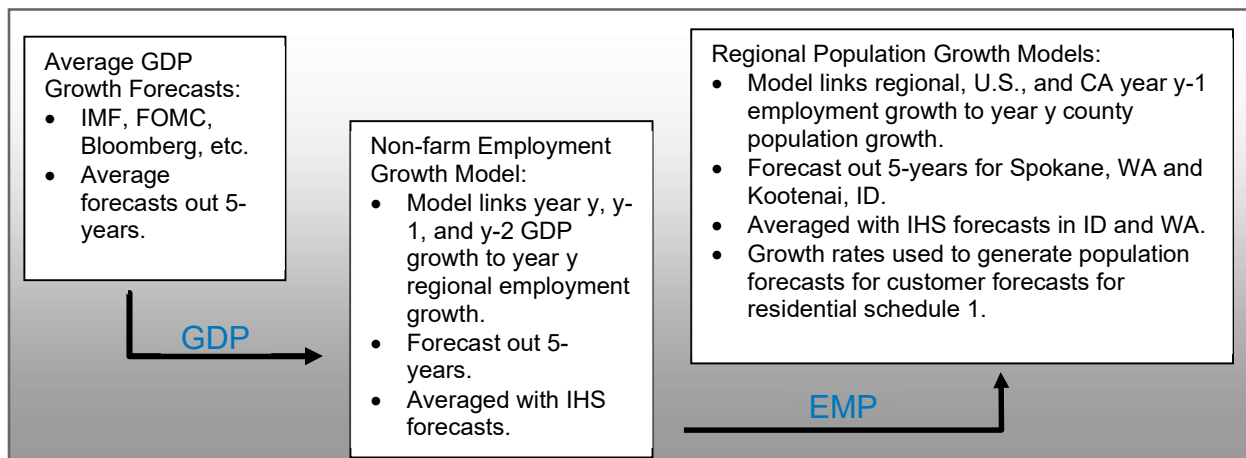 Average GDP
Growth Forecasts:
• IMF, FOMC,
Bloomberg, etc.
• Average
forecasts out 5-
years.
GDP
Non-farm Employment
Growth Model:
• Model links year y, y-
1, and y-2 GDP
growth to year y
regional employment
growth.
• Forecast out 5-
years.
• Averaged with IHS
forecasts.
EMP
Regional Population Growth Models:
• Model links regional, U.S., and CA year y-1
employment growth to year y county
population growth.
• Forecast out 5-years for Spokane, WA and
Kootenai, ID.
• Averaged with IHS forecasts in ID and WA.
• Growth rates used to generate population
forecasts for customer forecasts for
residential schedule 1.